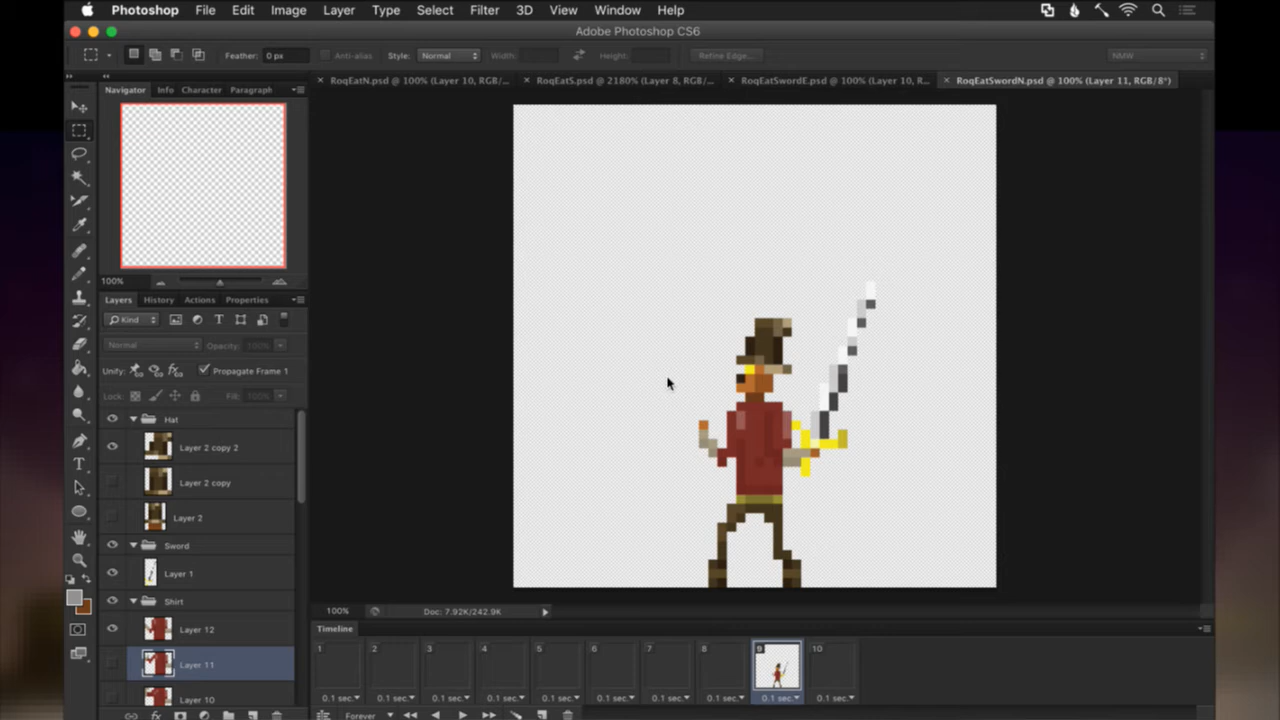 Photoshop File Edit Image Layer Type Select Filter 3D View Window Help
Adobe Photoshop CS6
Feather: 0 px Anti-alias Style: Normal Width: Height: Refine Edge... NMW
RoqEatN.psd @ 100% (Layer 10, RGB/... RoqEatS.psd @ 2180% (Layer 8, RGB/... RoqEatSwordE.psd @ 100% (Layer 10, R... RoqEatSwordN.psd @ 100% (Layer 11, RGB/8*)
Navigator Info Character Paragraph
100%
Layers History Actions Properties
Kind
Normal Opacity: 100%
Unify: Propagate Frame 1
Lock: Fill: 100%
Hat
Layer 2 copy 2
Layer 2 copy
Layer 2
Sword
Layer 1
Shirt
Layer 12
Layer 11
Layer 10
100% Doc: 7.92K/242.9K
Timeline
1 2 3 4 5 6 7 8 9 10
0.1 sec. 0.1 sec. 0.1 sec. 0.1 sec. 0.1 sec. 0.1 sec. 0.1 sec. 0.1 sec. 0.1 sec. 0.1 sec.
Forever